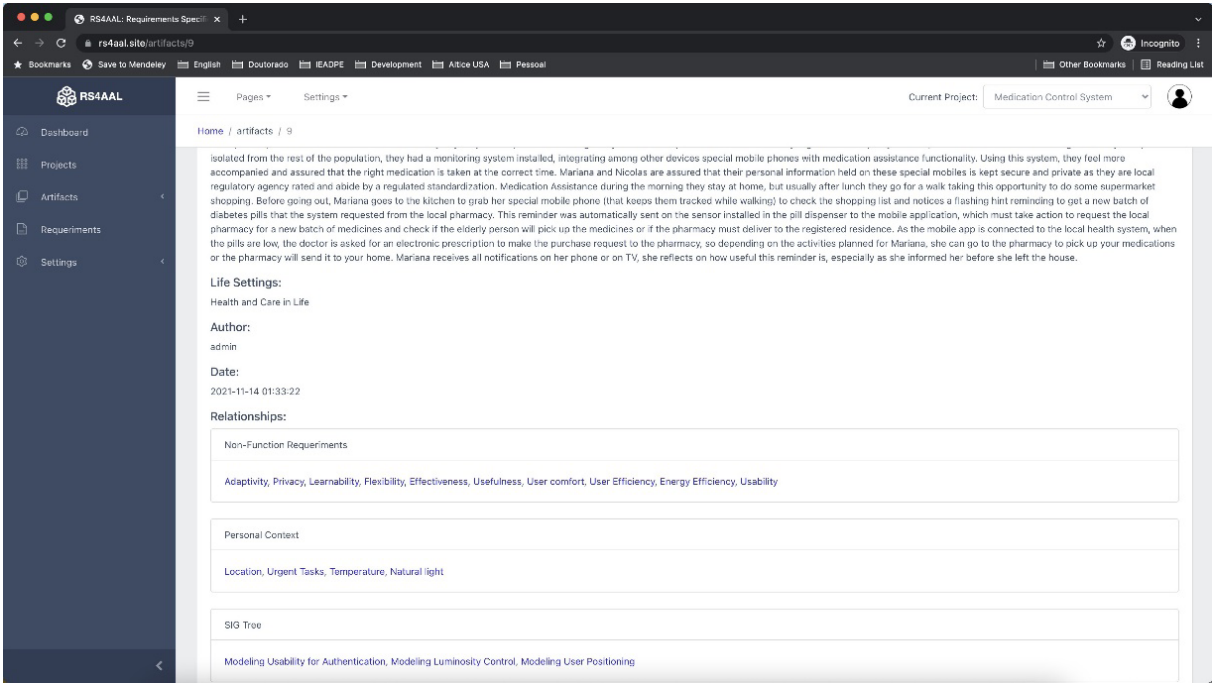 RS4AAL: Requirements Specifi
rs4aal.site/artifacts/9
Incognito
Bookmarks Save to Mendeley English Doutorado IEADPE Development Altice USA Pessoal Other Bookmarks Reading List
RS4AAL
Pages Settings Current Project: Medication Control System
Dashboard
Projects
Artifacts
Requeriments
Settings
Home / artifacts / 9
isolated from the rest of the population, they had a monitoring system installed, integrating among other devices special mobile phones with medication assistance functionality. Using this system, they feel more
accompanied and assured that the right medication is taken at the correct time. Mariana and Nicolas are assured that their personal information held on these special mobiles is kept secure and private as they are local
regulatory agency rated and abide by a regulated standardization. Medication Assistance during the morning they stay at home, but usually after lunch they go for a walk taking this opportunity to do some supermarket
shopping. Before going out, Mariana goes to the kitchen to grab her special mobile phone (that keeps them tracked while walking) to check the shopping list and notices a flashing hint reminding to get a new batch of
diabetes pills that the system requested from the local pharmacy. This reminder was automatically sent on the sensor installed in the pill dispenser to the mobile application, which must take action to request the local
pharmacy for a new batch of medicines and check if the elderly person will pick up the medicines or if the pharmacy must deliver to the registered residence. As the mobile app is connected to the local health system, when
the pills are low, the doctor is asked for an electronic prescription to make the purchase request to the pharmacy, so depending on the activities planned for Mariana, she can go to the pharmacy to pick up your medications
or the pharmacy will send it to your home. Mariana receives all notifications on her phone or on TV, she reflects on how useful this reminder is, especially as she informed her before she left the house.
Life Settings:
Health and Care in Life
Author:
admin
Date:
2021-11-14 01:33:22
Relationships:
Non-Function Requeriments
Adaptivity, Privacy, Learnability, Flexibility, Effectiveness, Usefulness, User comfort, User Efficiency, Energy Efficiency, Usability
Personal Context
Location, Urgent Tasks, Temperature, Natural light
SIG Tree
Modeling Usability for Authentication, Modeling Luminosity Control, Modeling User Positioning